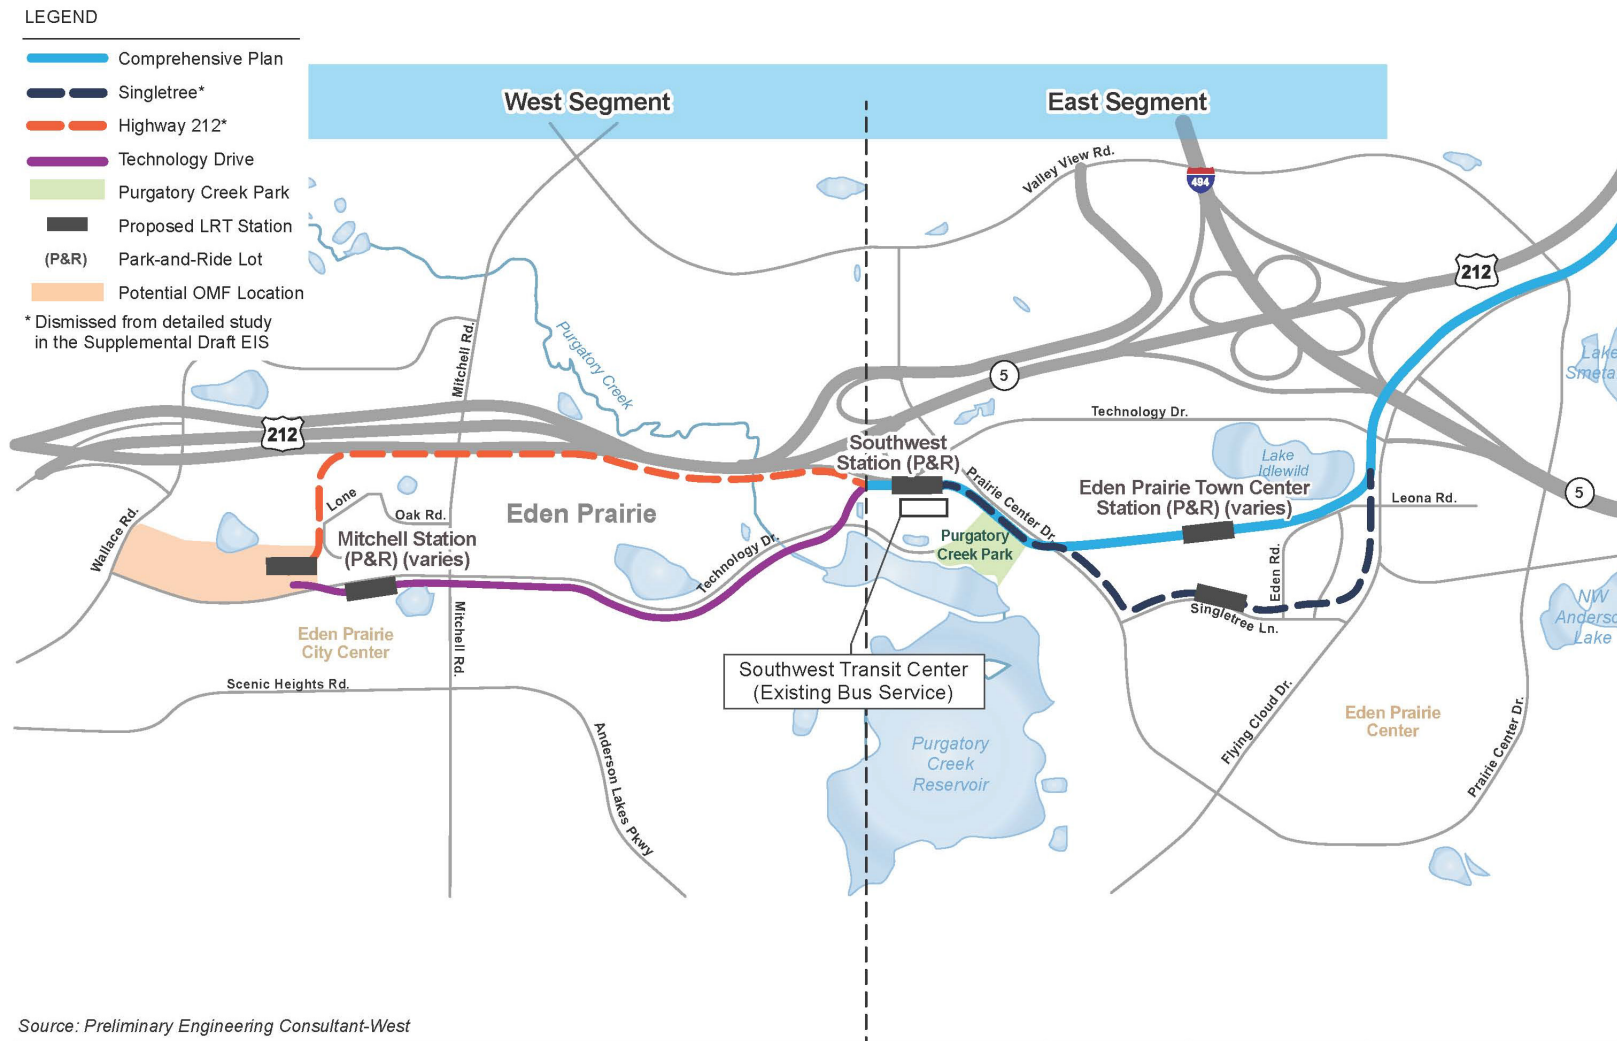 LEGEND
Comprehensive Plan
Singletree*
Highway 212*
Technology Drive
Purgatory Creek Park
Proposed LRT Station
(P&R) Park-and-Ride Lot
Potential OMF Location
* Dismissed from detailed study
in the Supplemental Draft EIS
West Segment
East Segment
Valley View Rd.
494
212
5
Mitchell Rd.
Purgatory Creek
212
Technology Dr.
Lake
Smeta
Southwest
Station (P&R)
Lake
Idlewild
Prairie Center Dr.
Eden Prairie Town Center
Station (P&R) (varies)
Leona Rd.
5
Lone
Oak Rd.
Eden Prairie
Wallace Rd.
Mitchell Station
(P&R) (varies)
Technology Dr.
Purgatory
Creek Park
Eden Rd.
Singletree Ln.
NW
Anderso
Lake
Eden Prairie
City Center
Mitchell Rd.
Southwest Transit Center
(Existing Bus Service)
Scenic Heights Rd.
Anderson Lakes Pkwy
Purgatory
Creek
Reservoir
Flying Cloud Dr.
Eden Prairie
Center
Prairie Center Dr.
Source: Preliminary Engineering Consultant-West